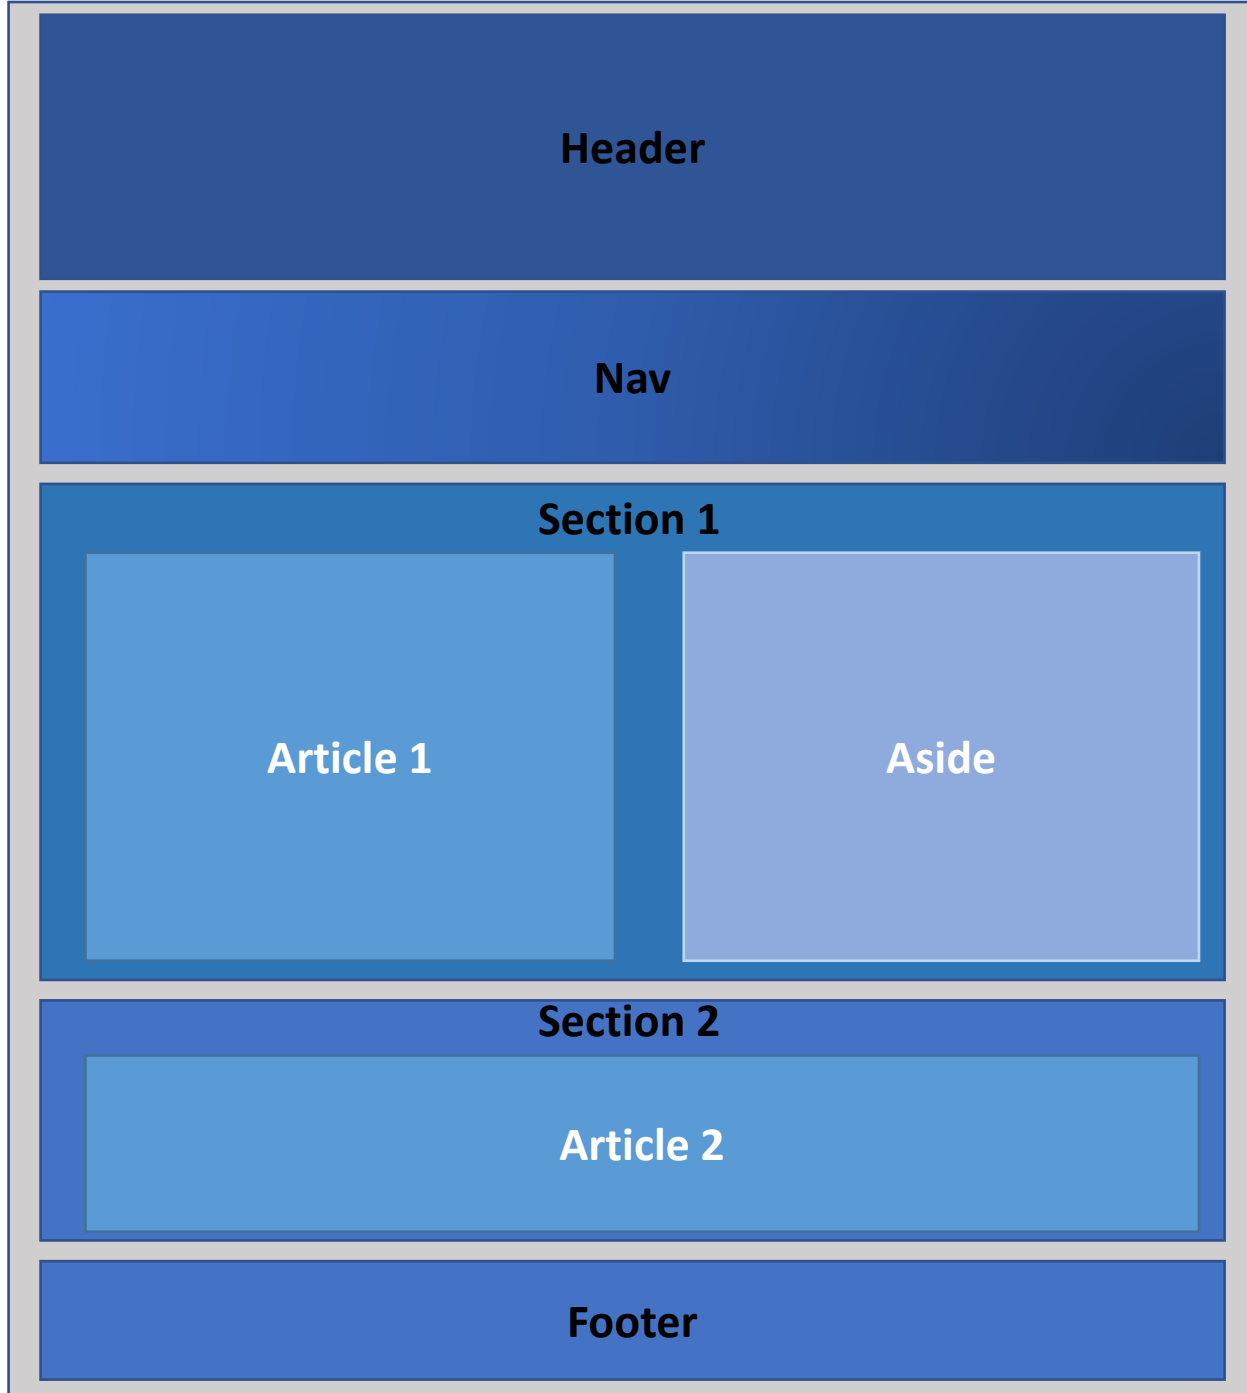 Header
Nav
Section 1
Article 1
Aside
Section 2
Article 2
Footer